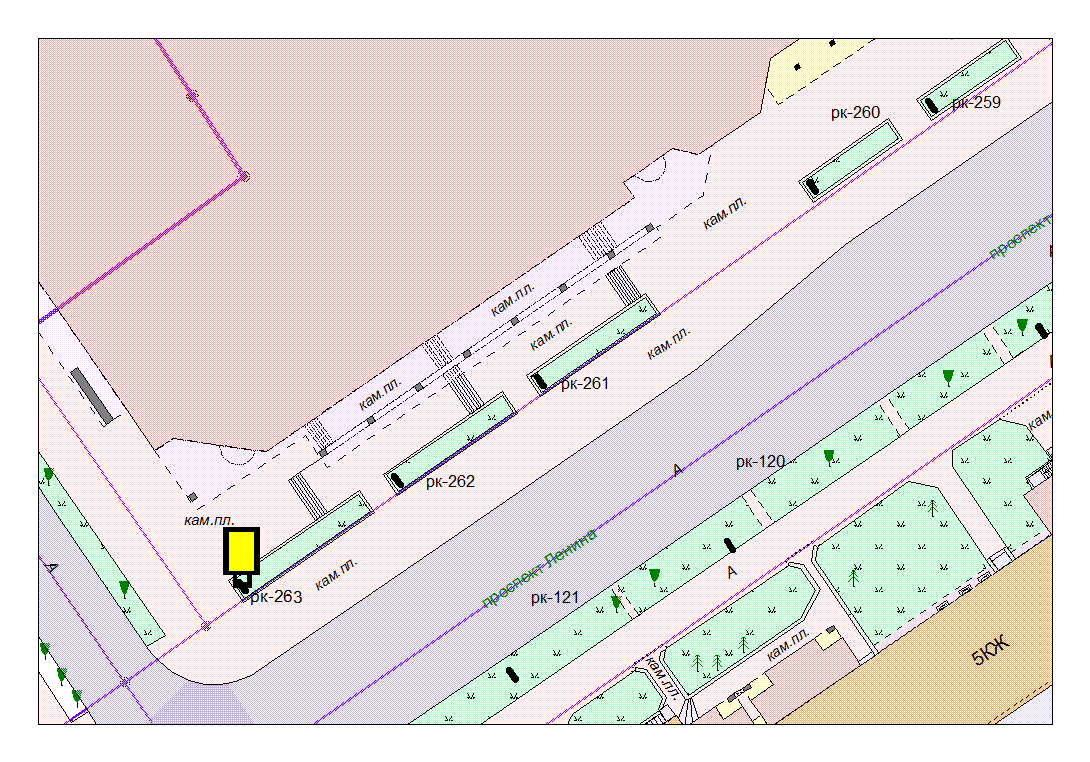 рк-259
рк-260
кам.пл.
проспект
кам.пл.
кам.пл.
кам.пл.
рк-261
кам.пл.
кам.
А
рк-120
рк-262
кам.пл.
проспект Ленина
А
А
кам.пл.
рк-263
рк-121
кам.пл.
кам.пл.
5КЖ